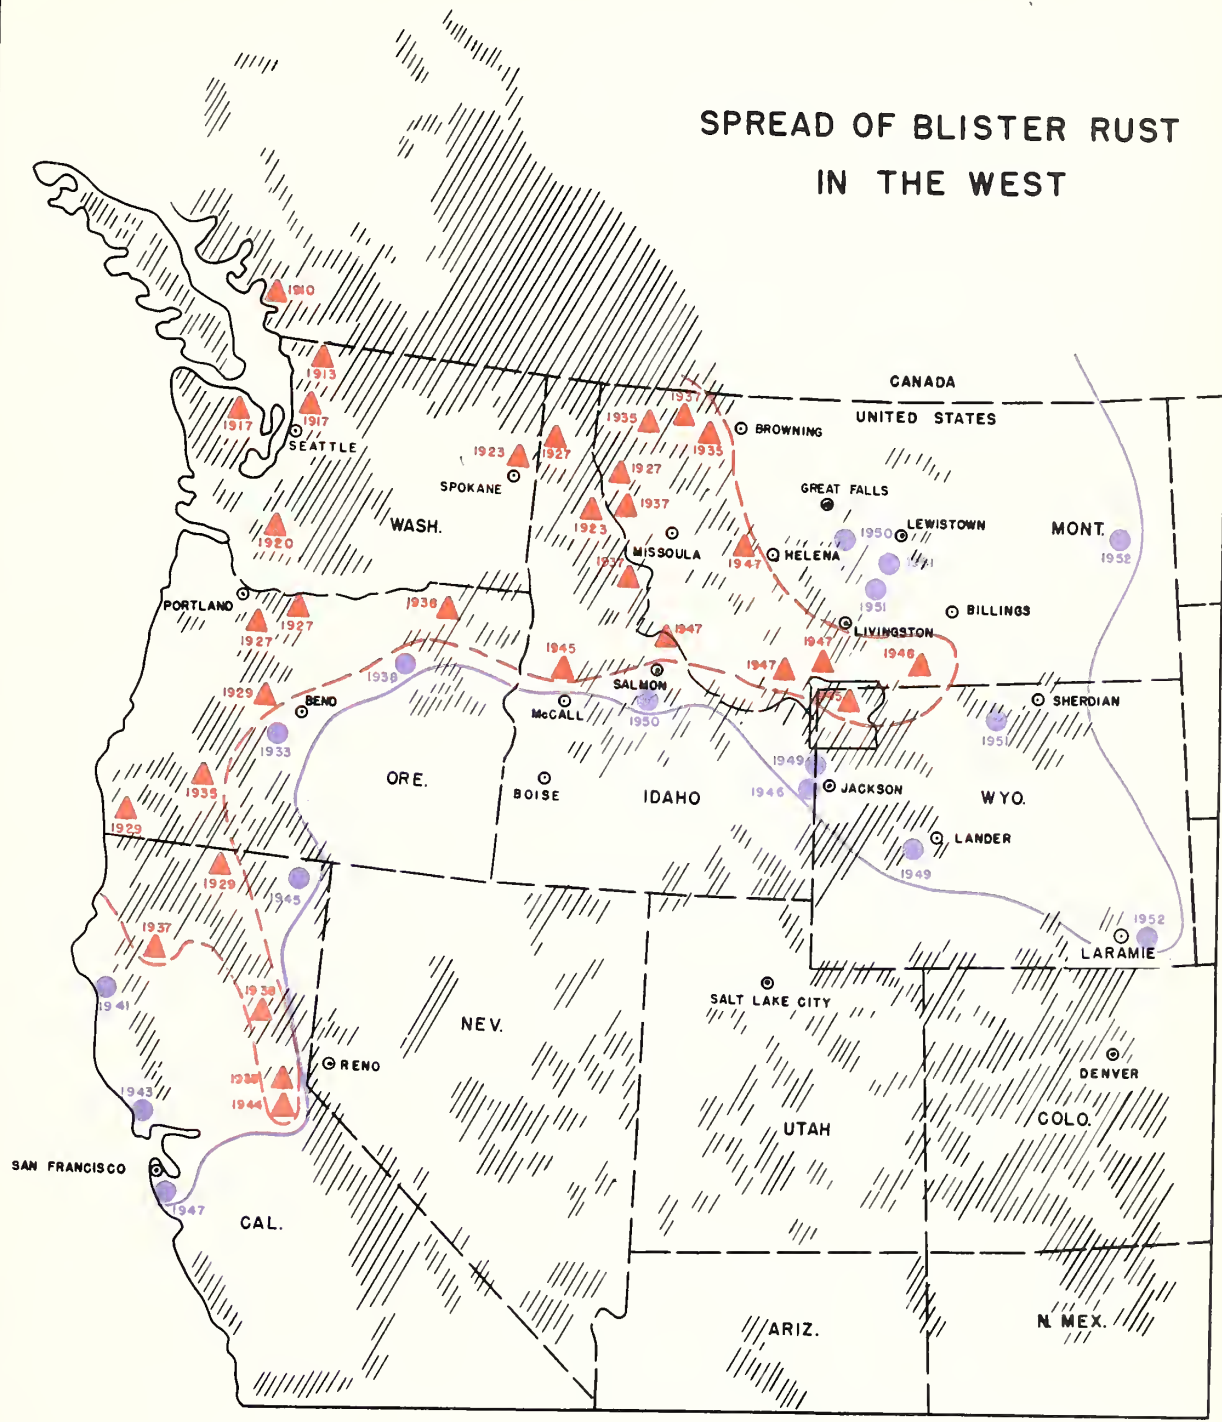 SPREAD OF BLISTER RUST
IN THE WEST
1910
1913
CANADA
UNITED STATES
1917
1917
SEATTLE
1935
1937
1935
BROWNING
1923
1927
SPOKANE
1927
GREAT FALLS
WASH.
1920
1923
1937
MISSOULA
1947
HELENA
1950
LEWISTOWN
MONT.
1952
1937
1951
PORTLAND
1927
1927
1936
BILLINGS
LIVINGSTON
1947
1945
1947
1947
1946
1938
SALMON
1929
BEND
McCALL
1950
SHERDIAN
1933
1951
1935
ORE.
BOISE
IDAHO
1949
1946
JACKSON
WYO.
1929
LANDER
1929
1945
1949
1937
1952
LARAMIE
1941
1938
SALT LAKE CITY
NEV.
RENO
DENVER
1943
1944
UTAH
COLO.
SAN FRANCISCO
1947
CAL.
ARIZ.
N. MEX.